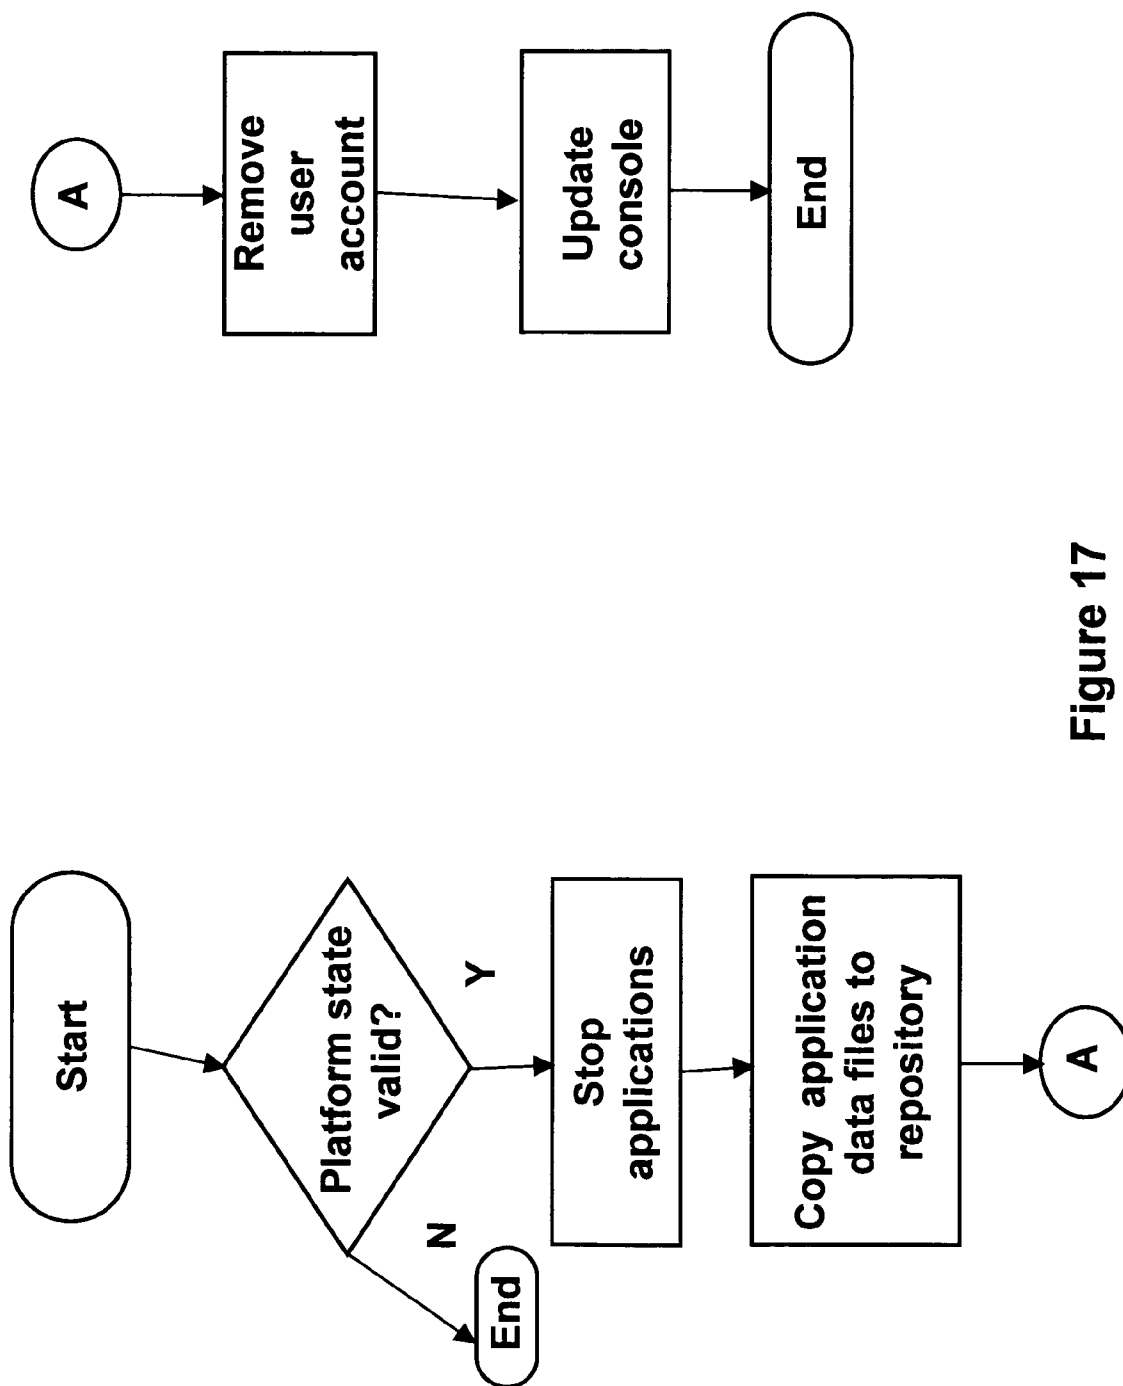 Start
Platform state
valid?
N
Y
End
Stop
applications
Copy application
data files to
repository
A
A
Remove
user
account
Update
console
End
Figure 17